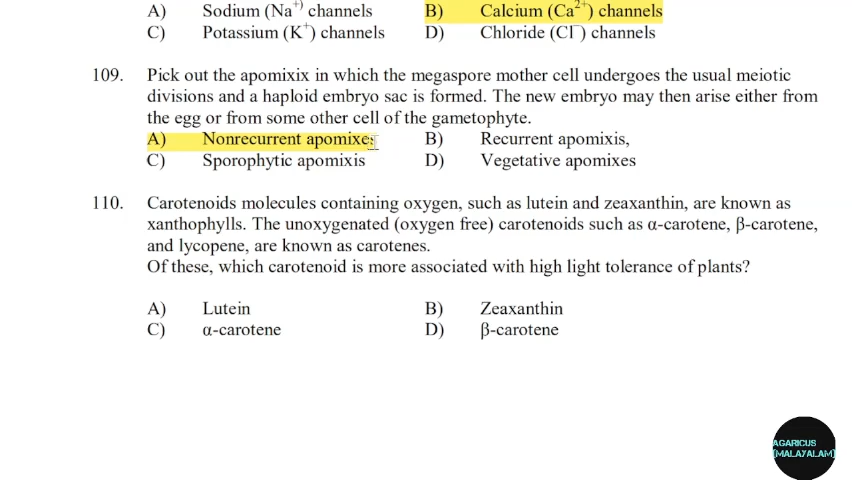 A) Sodium (Na+) channels B) Calcium (Ca2+) channels
C) Potassium (K+) channels D) Chloride (Cl−) channels
109. Pick out the apomixix in which the megaspore mother cell undergoes the usual meiotic
divisions and a haploid embryo sac is formed. The new embryo may then arise either from
the egg or from some other cell of the gametophyte.
A) Nonrecurrent apomixes B) Recurrent apomixis,
C) Sporophytic apomixis D) Vegetative apomixes
110. Carotenoids molecules containing oxygen, such as lutein and zeaxanthin, are known as
xanthophylls. The unoxygenated (oxygen free) carotenoids such as α-carotene, β-carotene,
and lycopene, are known as carotenes.
Of these, which carotenoid is more associated with high light tolerance of plants?
A) Lutein B) Zeaxanthin
C) α-carotene D) β-carotene
AGARICUS
[MALAYALAM]